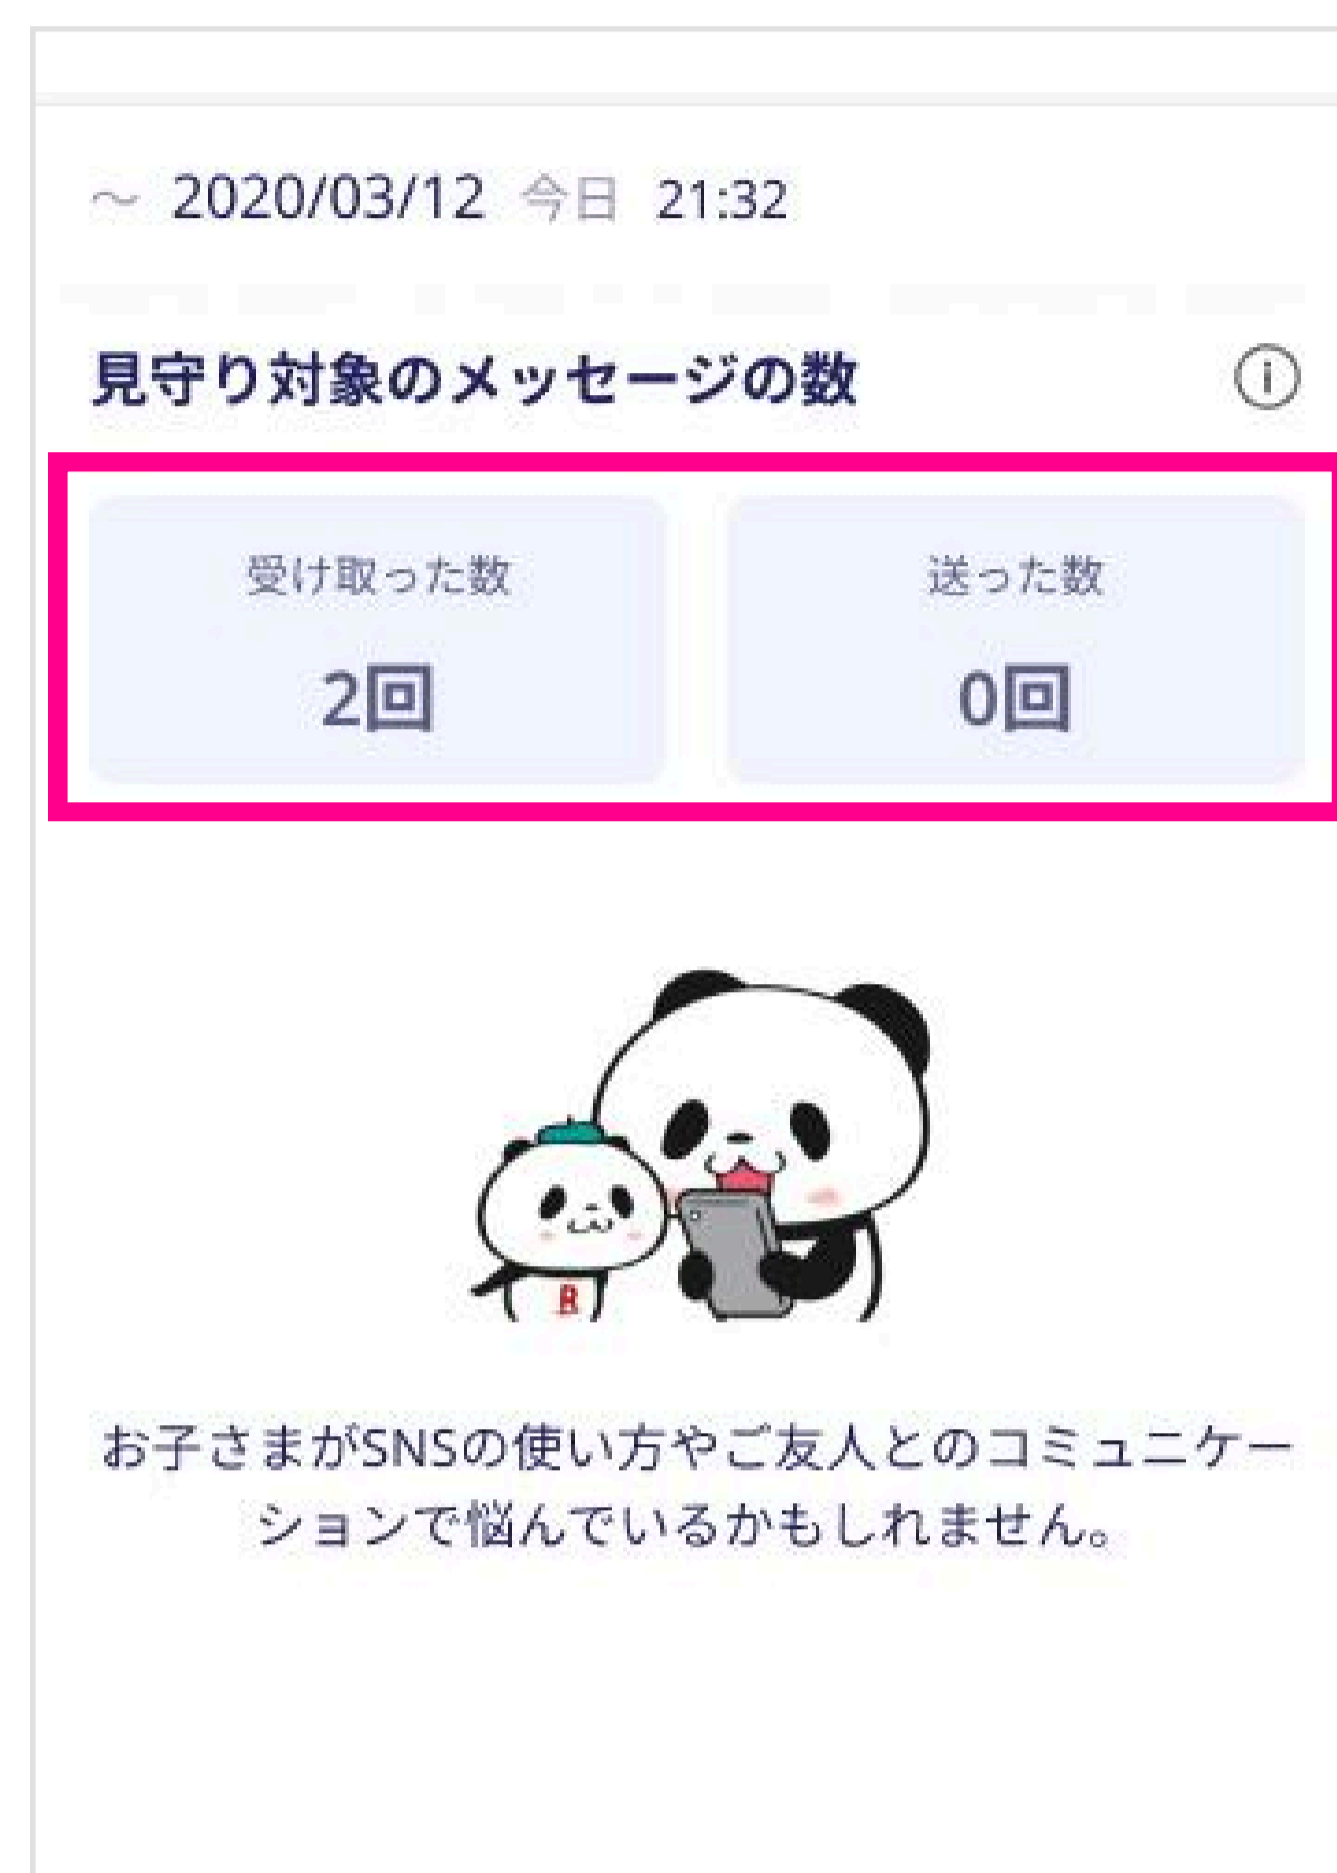 ～ 2020/03/12 今日 21:32
見守り対象のメッセージの数
受け取った数
2回
送った数
0回
R
お子さまがSNSの使い方やご友人とのコミュニケー
ションで悩んでいるかもしれません。